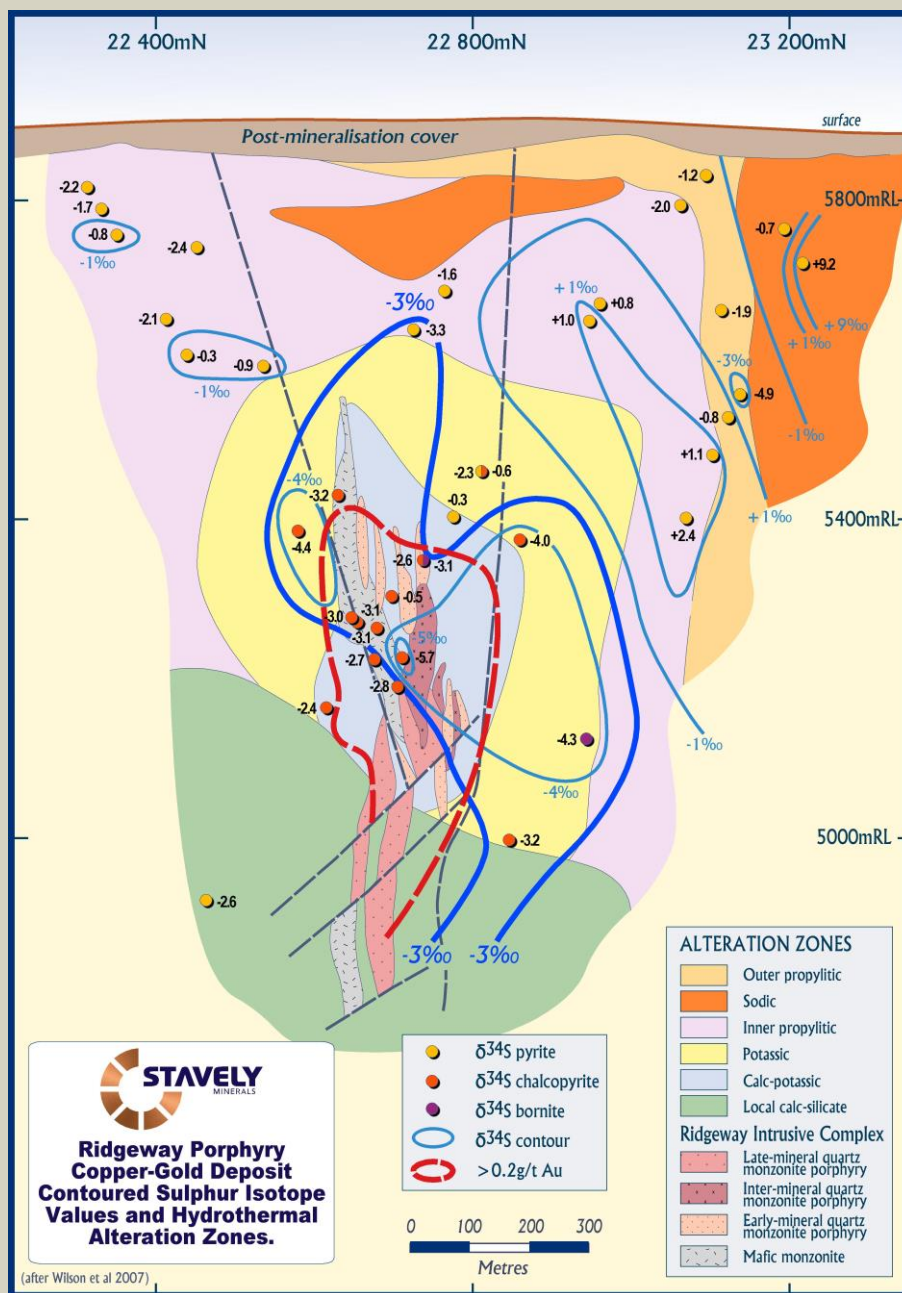 22 400mN
22 800mN
23 200mN
surface
Post-mineralisation cover
-1.2
-2.2
5800mRL
-1.7
-2.0
-0.8
-0.7
-2.4
-1‰
+9.2
-1.6
+1‰
-3‰
+0.8
-2.1
+1.0
-1.9
-3.3
+9‰
+1‰
-0.3
-0.9
-3‰
-1‰
-4.9
-0.8
-1‰
+1.1
-2.3
-0.6
-4‰
-3.2
-0.3
+1‰
5400mRL
-4.4
-4.0
+2.4
-2.6
-3.1
-0.5
-3.0
-3.1
-3.1
-5‰
-2.7
-5.7
-2.8
-2.4
-4.3
-1‰
-4‰
5000mRL
-3.2
-2.6
-3‰
-3‰
ALTERATION ZONES
Outer propylitic
Sodic
Inner propylitic
Potassic
Calc-potassic
Local calc-silicate
Ridgeway Intrusive Complex
Late-mineral quartz
monzonite porphyry
Inter-mineral quartz
monzonite porphyry
Early-mineral quartz
monzonite porphyry
Mafic monzonite
δ34S pyrite
δ34S chalcopyrite
δ34S bornite
δ34S contour
>0.2g/t Au
0 100 200 300
Metres
STAVELY
MINERALS
Ridgeway Porphyry
Copper-Gold Deposit
Contoured Sulphur Isotope
Values and Hydrothermal
Alteration Zones.
(after Wilson et al 2007)